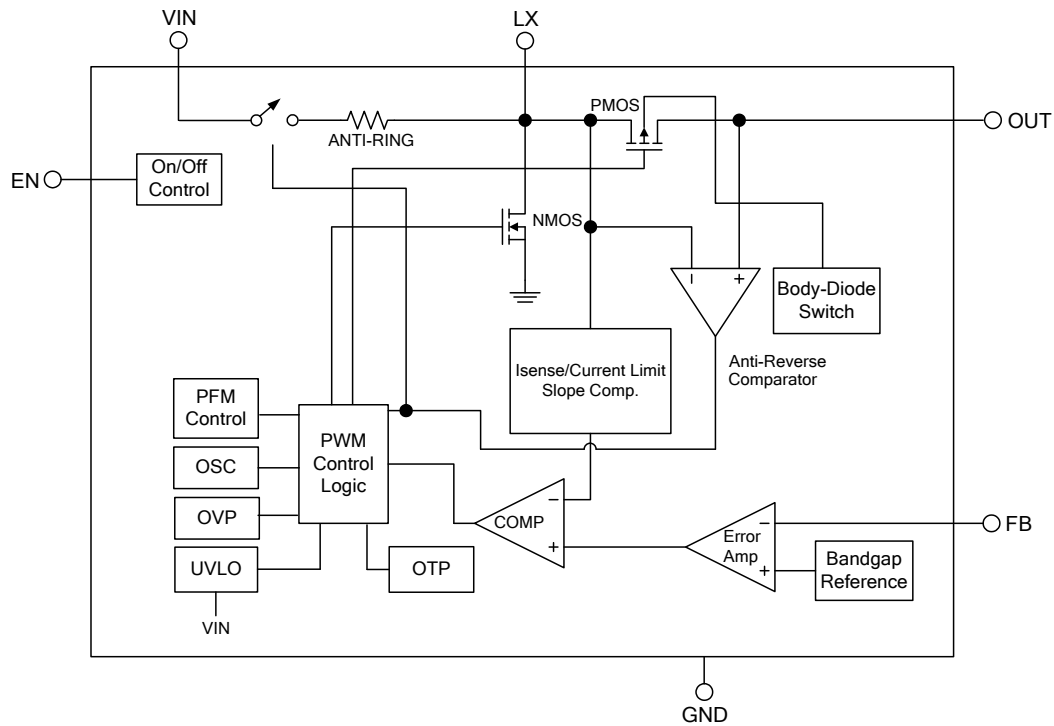 VIN
LX
PMOS
OUT
ANTI-RING
EN
On/Off
Control
NMOS
Body-Diode
Switch
Isense/Current Limit
Slope Comp.
Anti-Reverse
Comparator
PFM
Control
PWM
Control
Logic
OSC
OVP
COMP
Error
Amp
FB
Bandgap
Reference
UVLO
OTP
VIN
GND